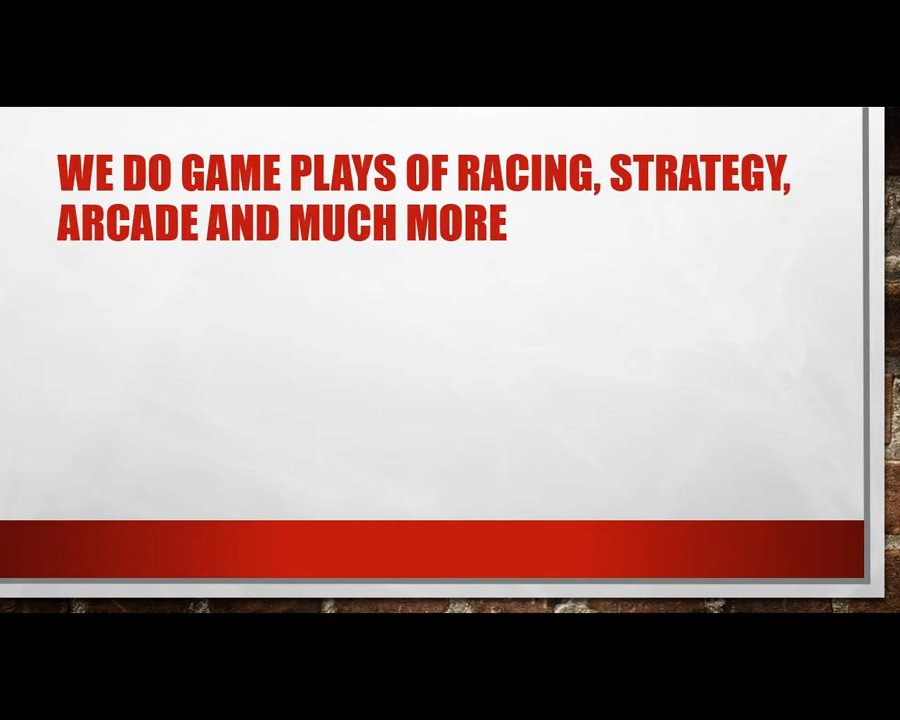 WE DO GAME PLAYS OF RACING, STRATEGY,
ARCADE AND MUCH MORE